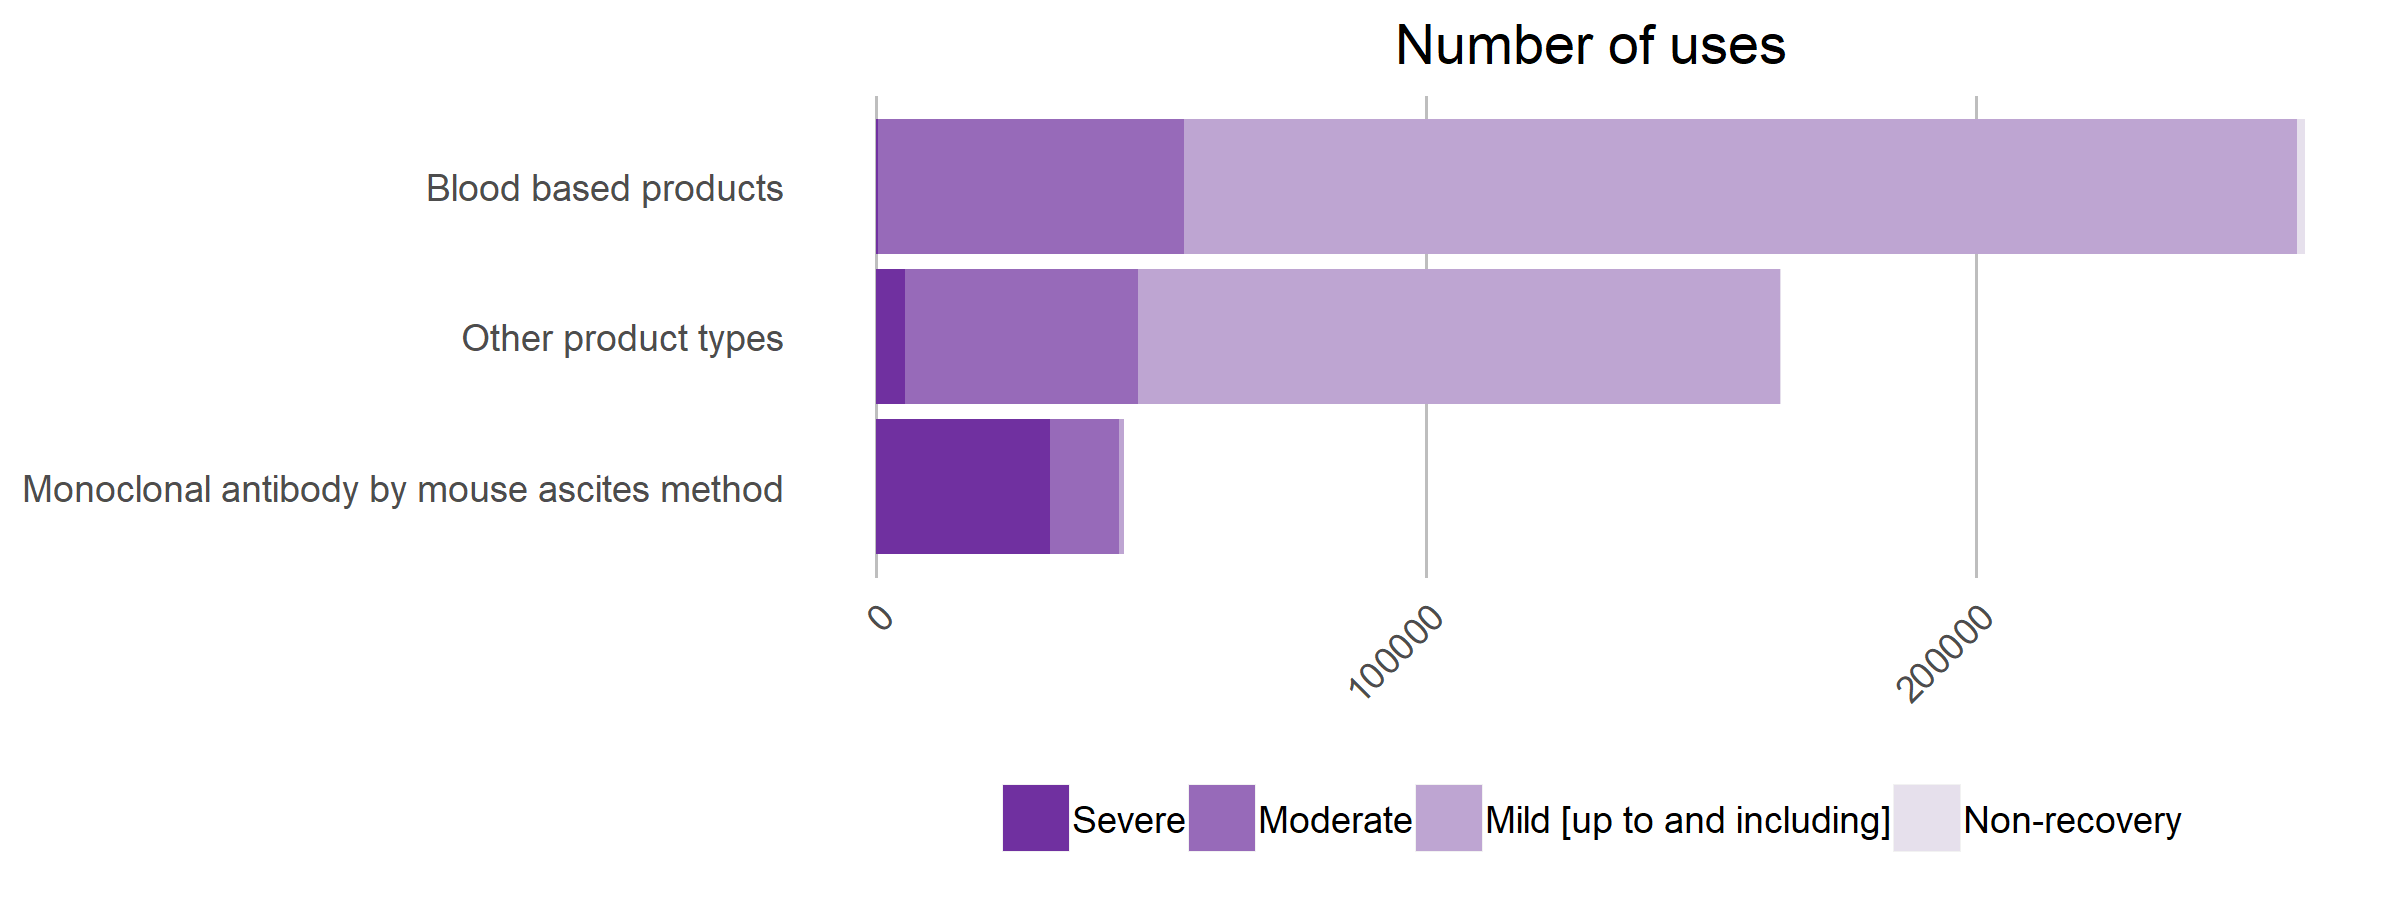 Number of uses
Blood based products
Other product types
Monoclonal antibody by mouse ascites method
0
100000
200000
Severe
Moderate
Mild [up to and including]
Non-recovery